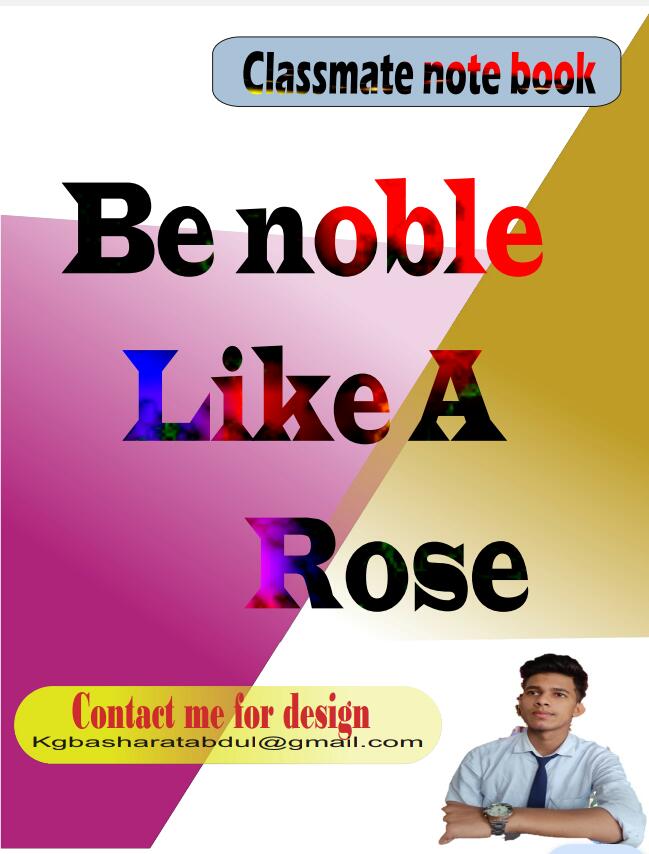 Classmate note book
Be noble
Like A
Rose
Contact me for design
Kgbasharatabdul@gmail.com